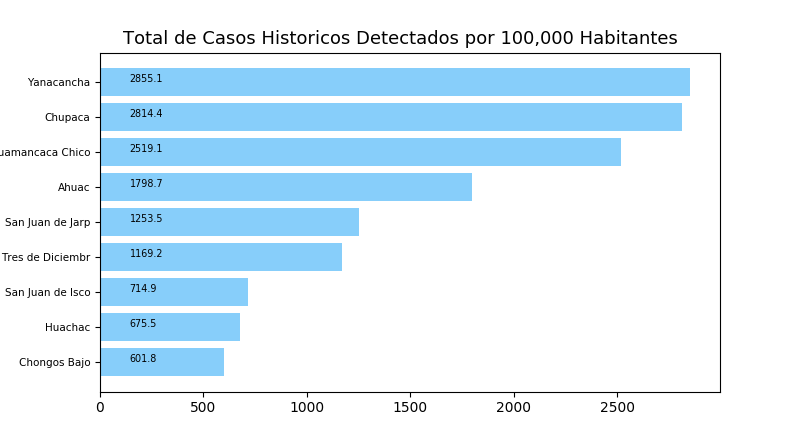 Total de Casos Historicos Detectados por 100,000 Habitantes
Yanacancha 2855.1
Chupaca 2814.4
uamancaca Chico 2519.1
Ahuac 1798.7
San Juan de Jarp 1253.5
Tres de Diciembr 1169.2
San Juan de Isco 714.9
Huachac 675.5
Chongos Bajo 601.8
0 500 1000 1500 2000 2500